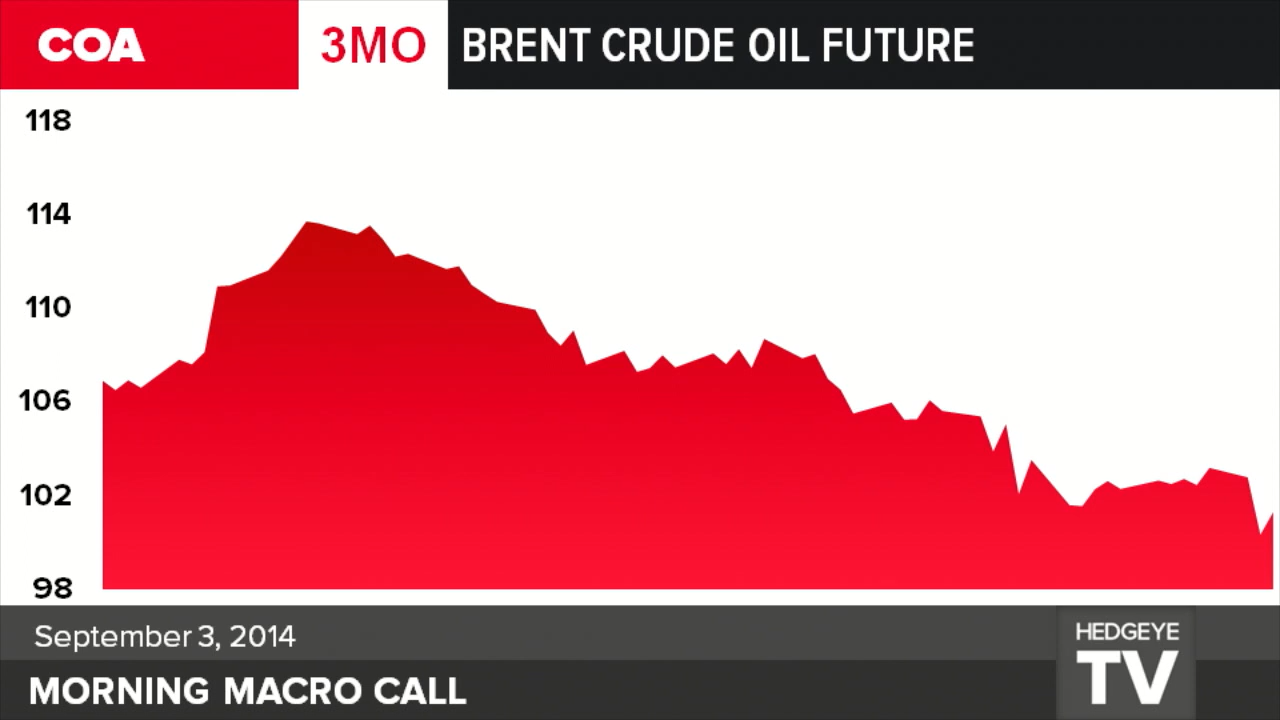 COA 3MO BRENT CRUDE OIL FUTURE
118
114
110
106
102
98
September 3, 2014
HEDGEYE
TV
MORNING MACRO CALL